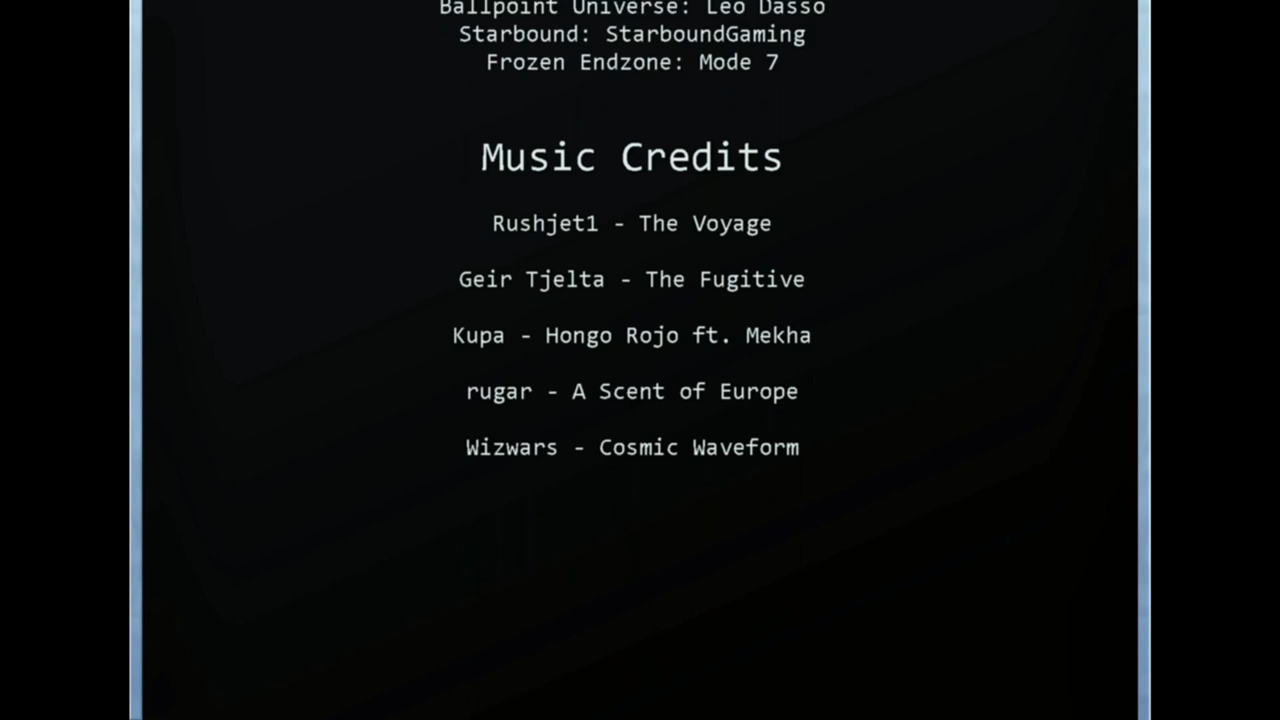 Ballpoint Universe: Leo Dasso
Starbound: StarboundGaming
Frozen Endzone: Mode 7
Music Credits
Rushjet1 - The Voyage
Geir Tjelta - The Fugitive
Kupa - Hongo Rojo ft. Mekha
rugar - A Scent of Europe
Wizwars - Cosmic Waveform